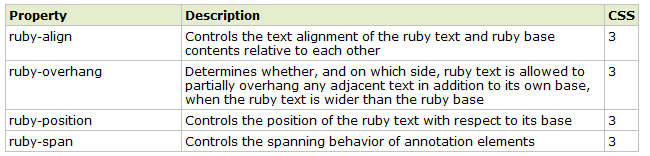 Property Description CSS
ruby-align Controls the text alignment of the ruby text and ruby base 3
contents relative to each other
ruby-overhang Determines whether, and on which side, ruby text is allowed to 3
partially overhang any adjacent text in addition to its own base,
when the ruby text is wider than the ruby base
ruby-position Controls the position of the ruby text with respect to its base 3
ruby-span Controls the spanning behavior of annotation elements 3